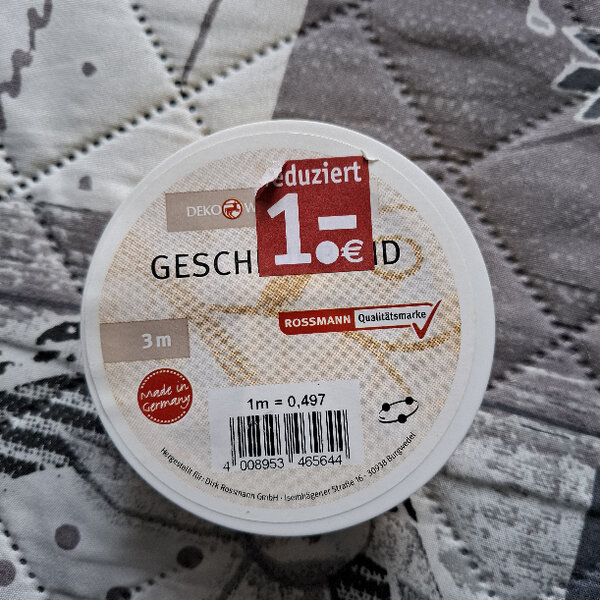 eduziert
1.-€
DEKO W
GESCH ID
ROSSMANN Qualitätsmarke
3 m
Made in
Germany
1m = 0,497
4 008953 465644
Hergestellt für: Dirk Rossmann GmbH · Isernhägener Straße 16 · 30938 Burgwedel